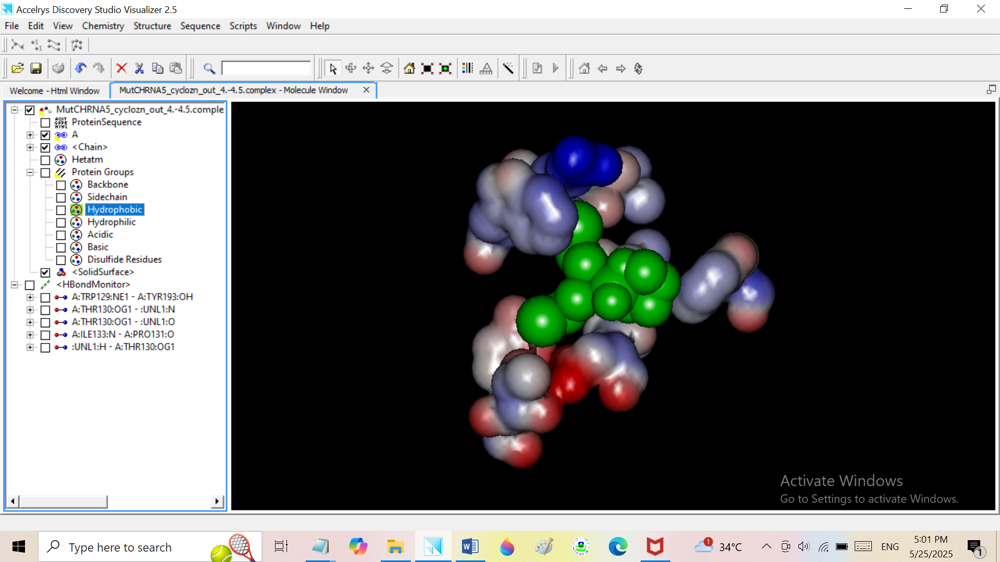 Accelrys Discovery Studio Visualizer 2.5
File Edit View Chemistry Structure Sequence Scripts Window Help
Welcome - Html Window
MutCHRNA5_cyclozn_out_4.-4.5.complex - Molecule Window
MutCHRNA5_cyclozn_out_4.-4.5.comple
ProteinSequence
A
<Chain>
Hetatm
Protein Groups
Backbone
Sidechain
Hydrophobic
Hydrophilic
Acidic
Basic
Disulfide Residues
<SolidSurface>
<HBondMonitor>
A:TRP129:NE1 - A:TYR193:OH
A:THR130:OG1 - :UNL1:N
A:THR130:OG1 - :UNL1:O
A:ILE133:N - A:PRO131:O
:UNL1:H - A:THR130:OG1
Activate Windows
Go to Settings to activate Windows.
Type here to search
1
34°C
ENG
5:01 PM
5/25/2025
1